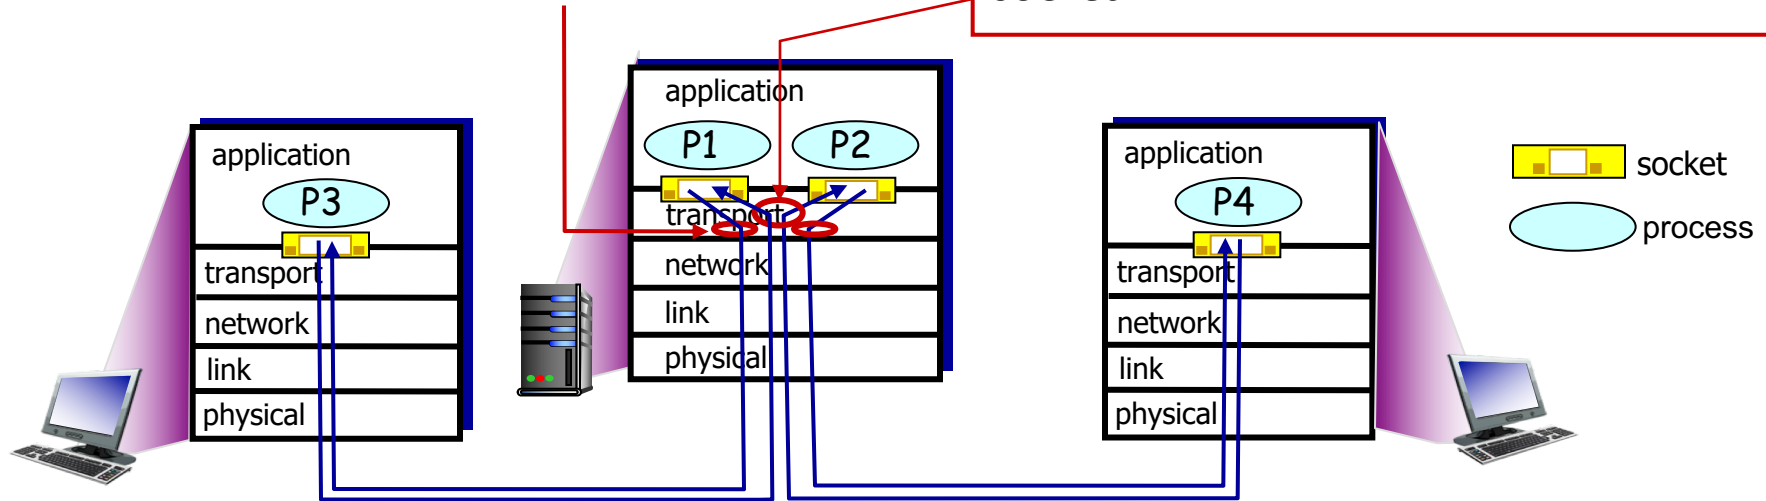 application
P3
transport
network
link
physical
application
P1
P2
transport
network
link
physical
application
P4
transport
network
link
physical
socket
process